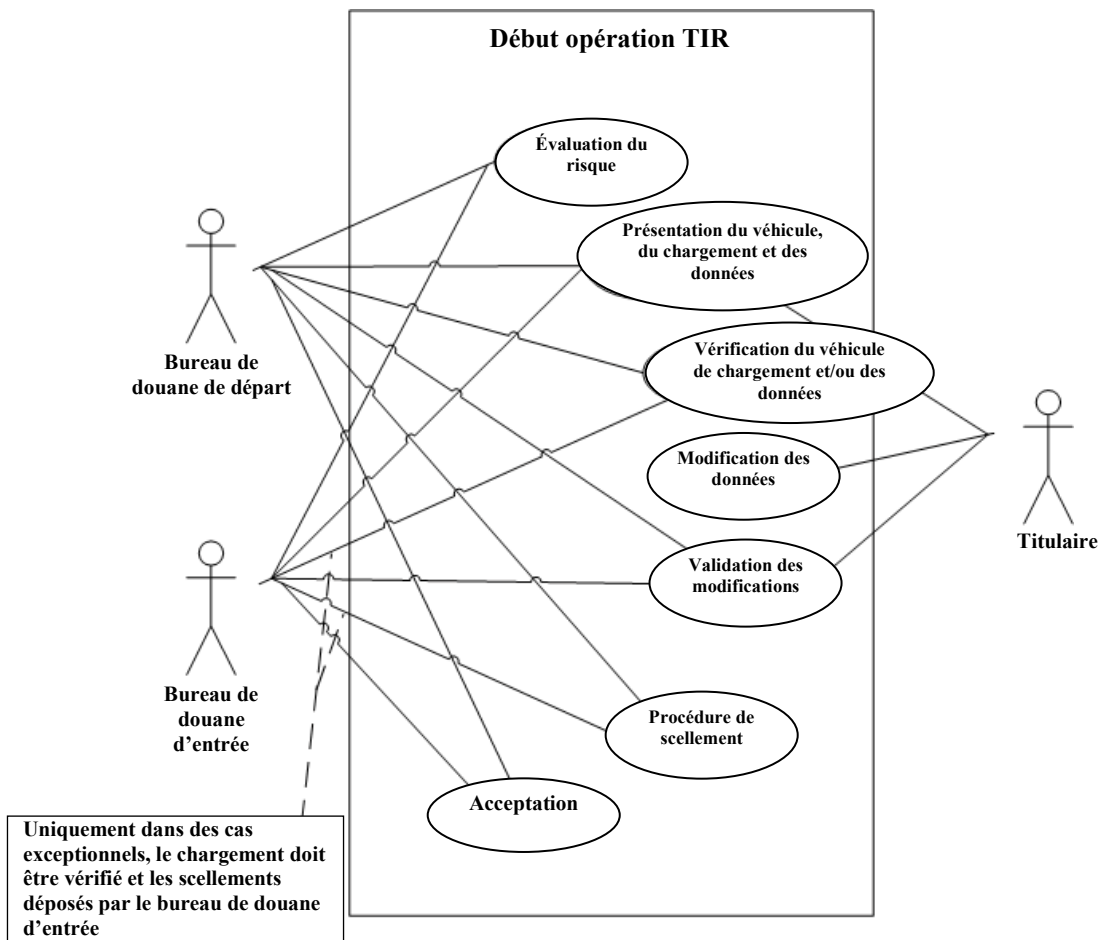 Début opération TIR
Évaluation du
risque
Présentation du véhicule,
du chargement et des
données
Bureau de
douane de départ
Vérification du véhicule
de chargement et/ou des
données
Modification des
données
Titulaire
Validation des
modifications
Bureau de
douane
d’entrée
Procédure de
scellement
Acceptation
Uniquement dans des cas
exceptionnels, le chargement doit
être vérifié et les scellements
déposés par le bureau de douane
d’entrée